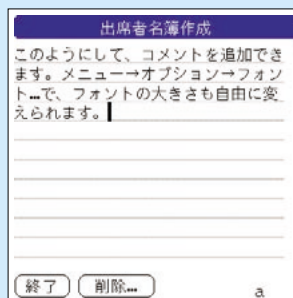 出席者名簿作成
このようにして、コメントを追加でき
ます。メニュー→オプション→フォン
ト…で、フォントの大きさも自由に変
えられます。
終了 削除… a